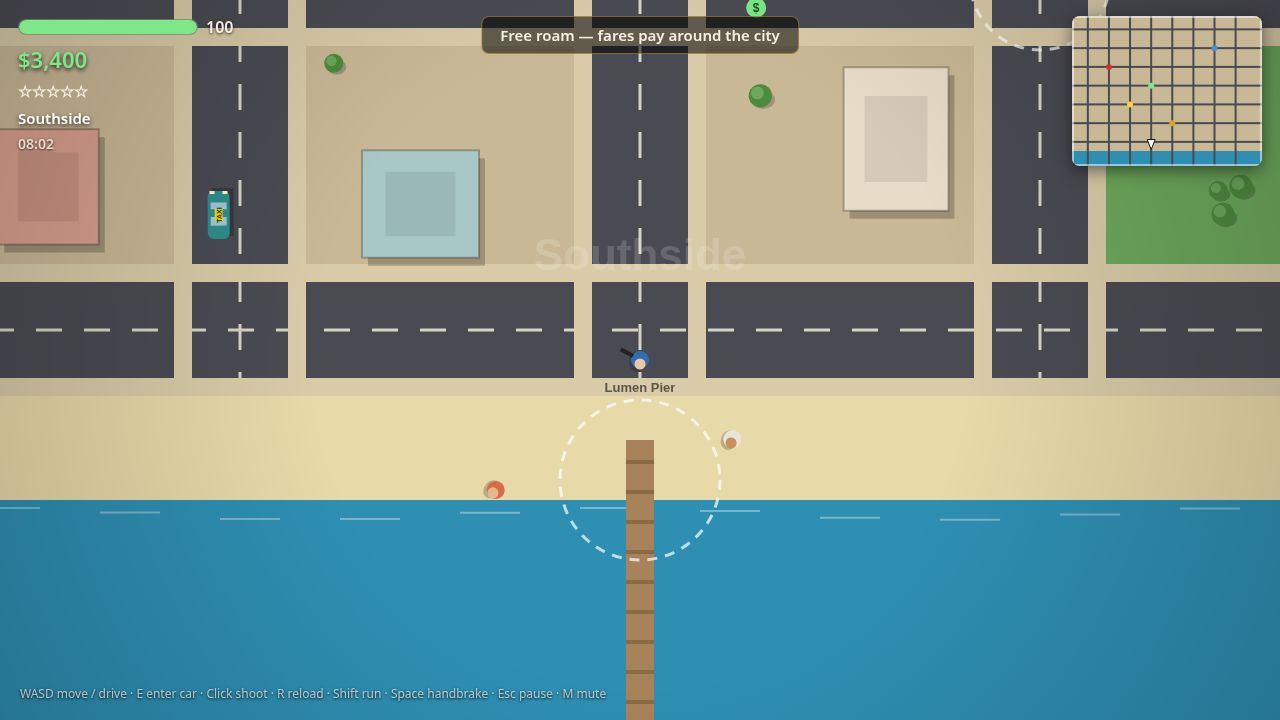 100
$
Free roam — fares pay around the city
$3,400
☆☆☆☆☆
Southside
08:02
TAXI
Southside
Lumen Pier
WASD move / drive · E enter car · Click shoot · R reload · Shift run · Space handbrake · Esc pause · M mute